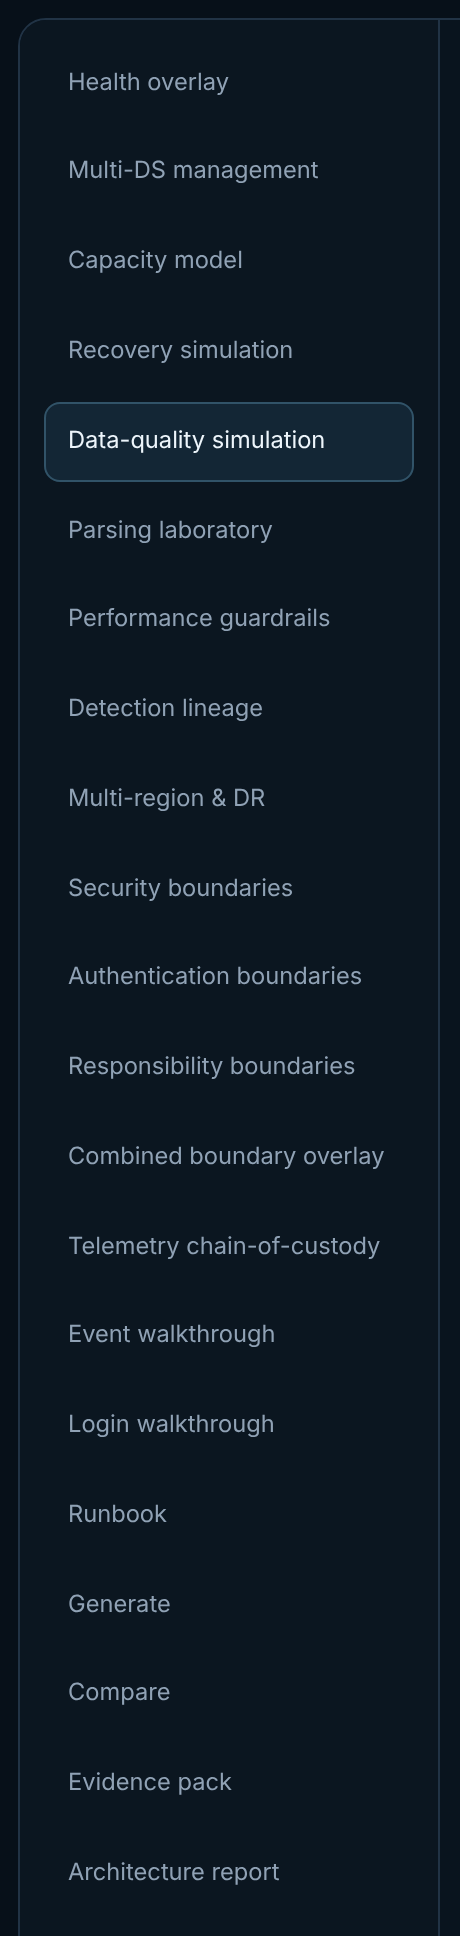 Health overlay
Multi-DS management
Capacity model
Recovery simulation
Data-quality simulation
Parsing laboratory
Performance guardrails
Detection lineage
Multi-region & DR
Security boundaries
Authentication boundaries
Responsibility boundaries
Combined boundary overlay
Telemetry chain-of-custody
Event walkthrough
Login walkthrough
Runbook
Generate
Compare
Evidence pack
Architecture report